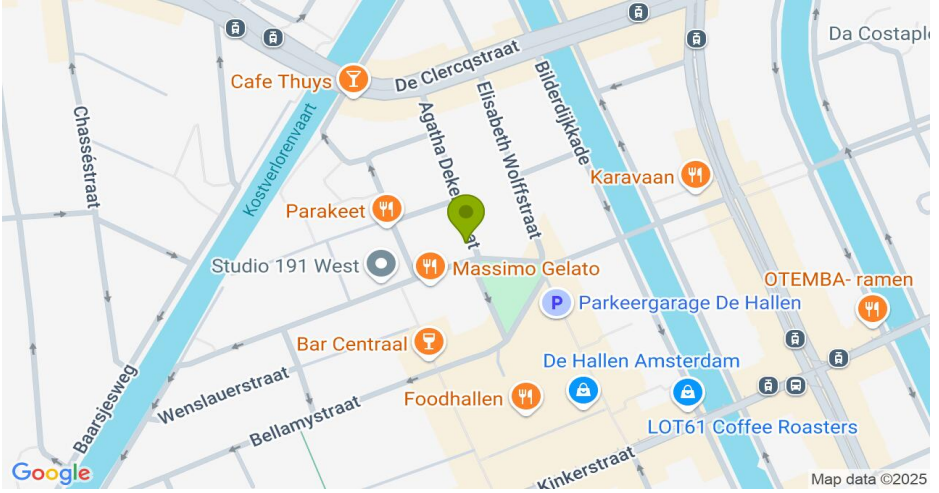 Da Costaple
De Clercqstraat
Cafe Thuys
Elisabeth Wolffstraat
Bilderdijkkade
Agatha Deke
aat
Chasséstraat
Kostverlorenvaart
Karavaan
Parakeet
Studio 191 West
Massimo Gelato
OTEMBA- ramen
P
Parkeergarage De Hallen
Bar Centraal
De Hallen Amsterdam
Baarsjesweg
Wenslauerstraat
Foodhallen
Bellamystraat
LOT61 Coffee Roasters
Kinkerstraat
Google
Map data ©2025